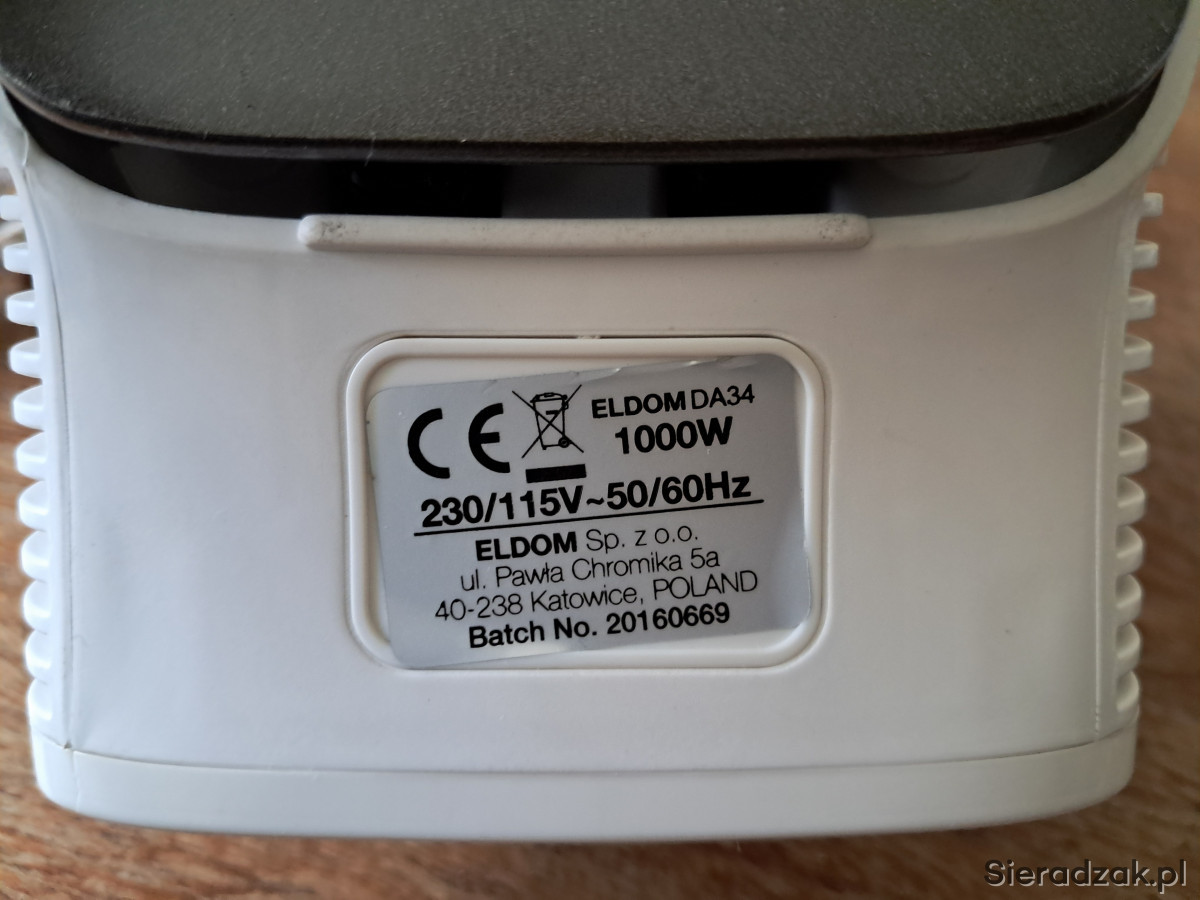 CE ELDOM DA34
1000W
230/115V~50/60Hz
ELDOM Sp. z o.o.
ul. Pawła Chromika 5a
40-238 Katowice, POLAND
Batch No. 20160669
Sieradzak.pl